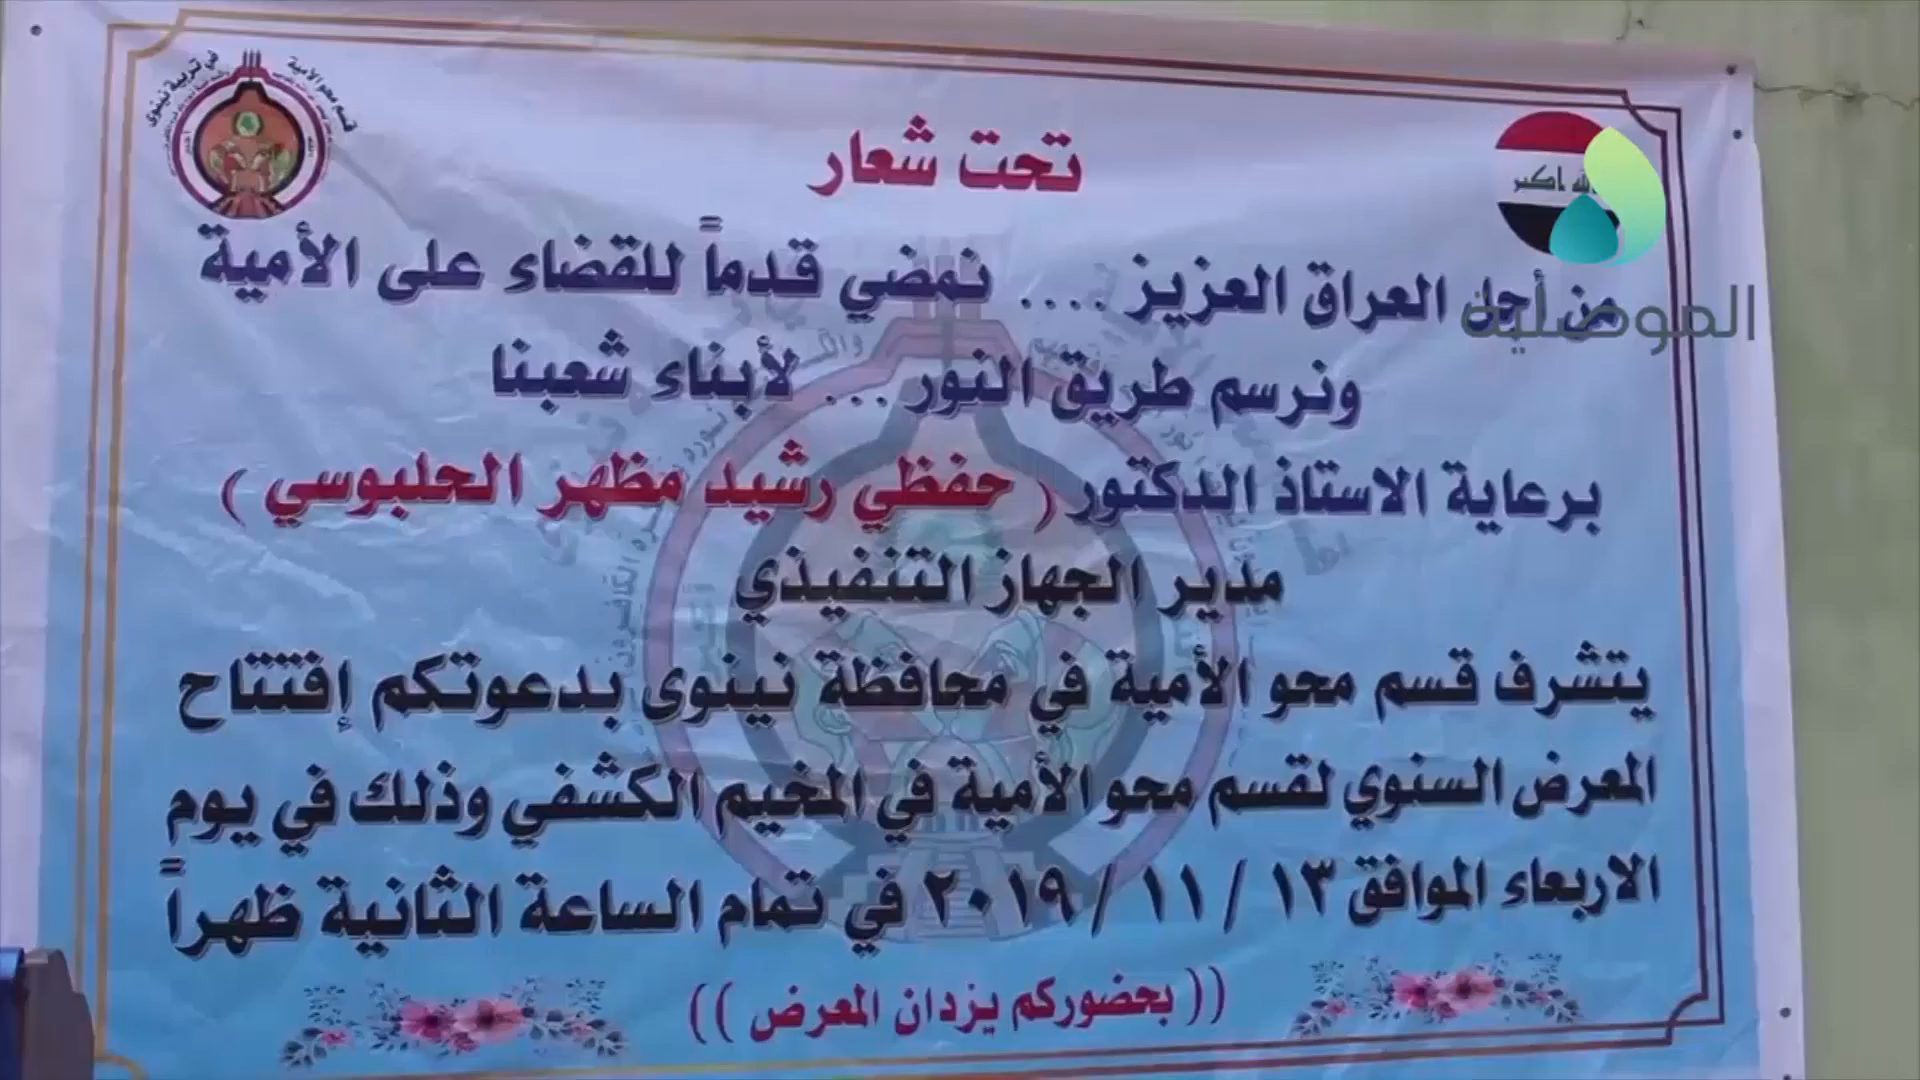 قسم محو الأمية
في تربية نينوى
الله اكبر
الموصلية
تحت شعار
من أجل العراق العزيز .... نمضي قدماً للقضاء على الأمية
ونرسم طريق النور ... لأبناء شعبنا
برعاية الاستاذ الدكتور ( حفظي رشيد مظهر الحلبوسي )
مدير الجهاز التنفيذي
يتشرف قسم محو الأمية في محافظة نينوى بدعوتكم إفتتاح
المعرض السنوي لقسم محو الأمية في المخيم الكشفي وذلك في يوم
الاربعاء الموافق ١٣ / ١١ / ٢٠١٩ في تمام الساعة الثانية ظهراً
(( بحضوركم يزدان المعرض ))